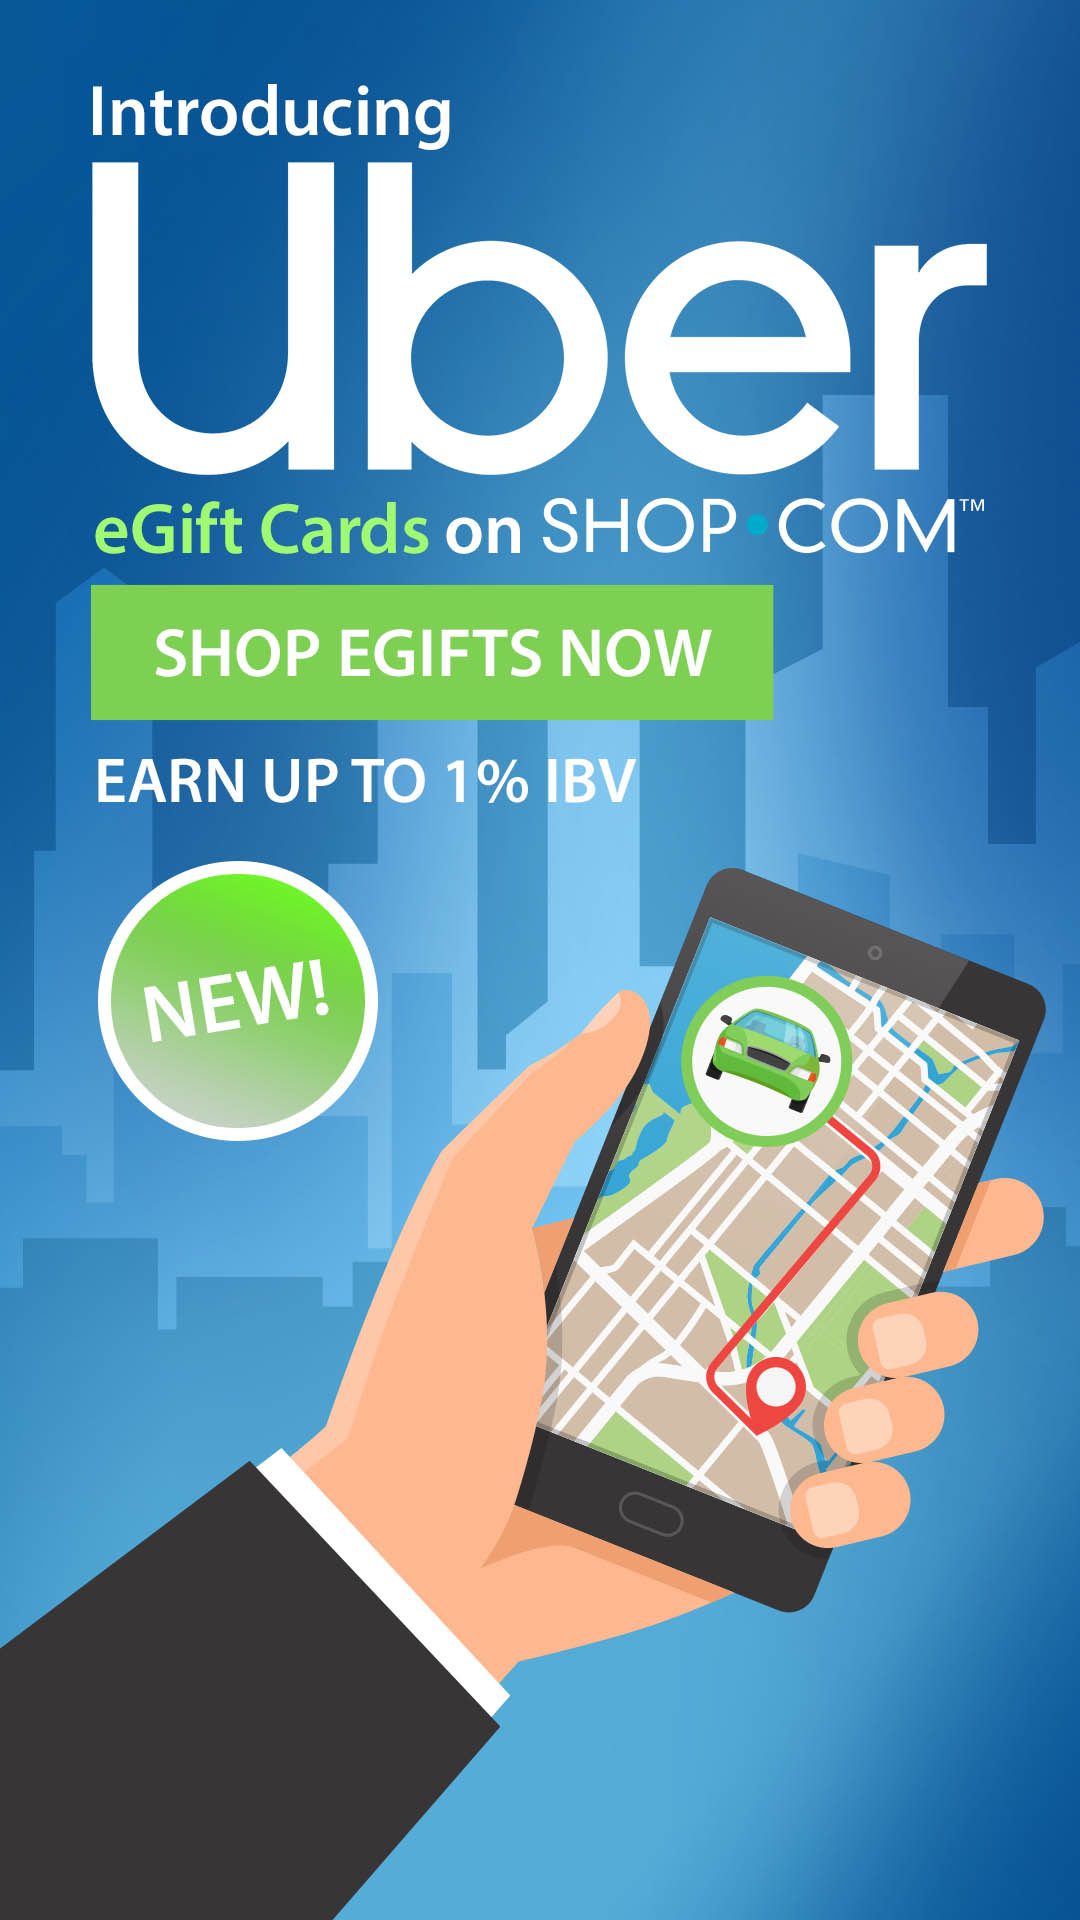 Introducing
Uber
eGift Cards on SHOP•COM™
SHOP EGIFTS NOW
EARN UP TO 1% IBV
NEW!